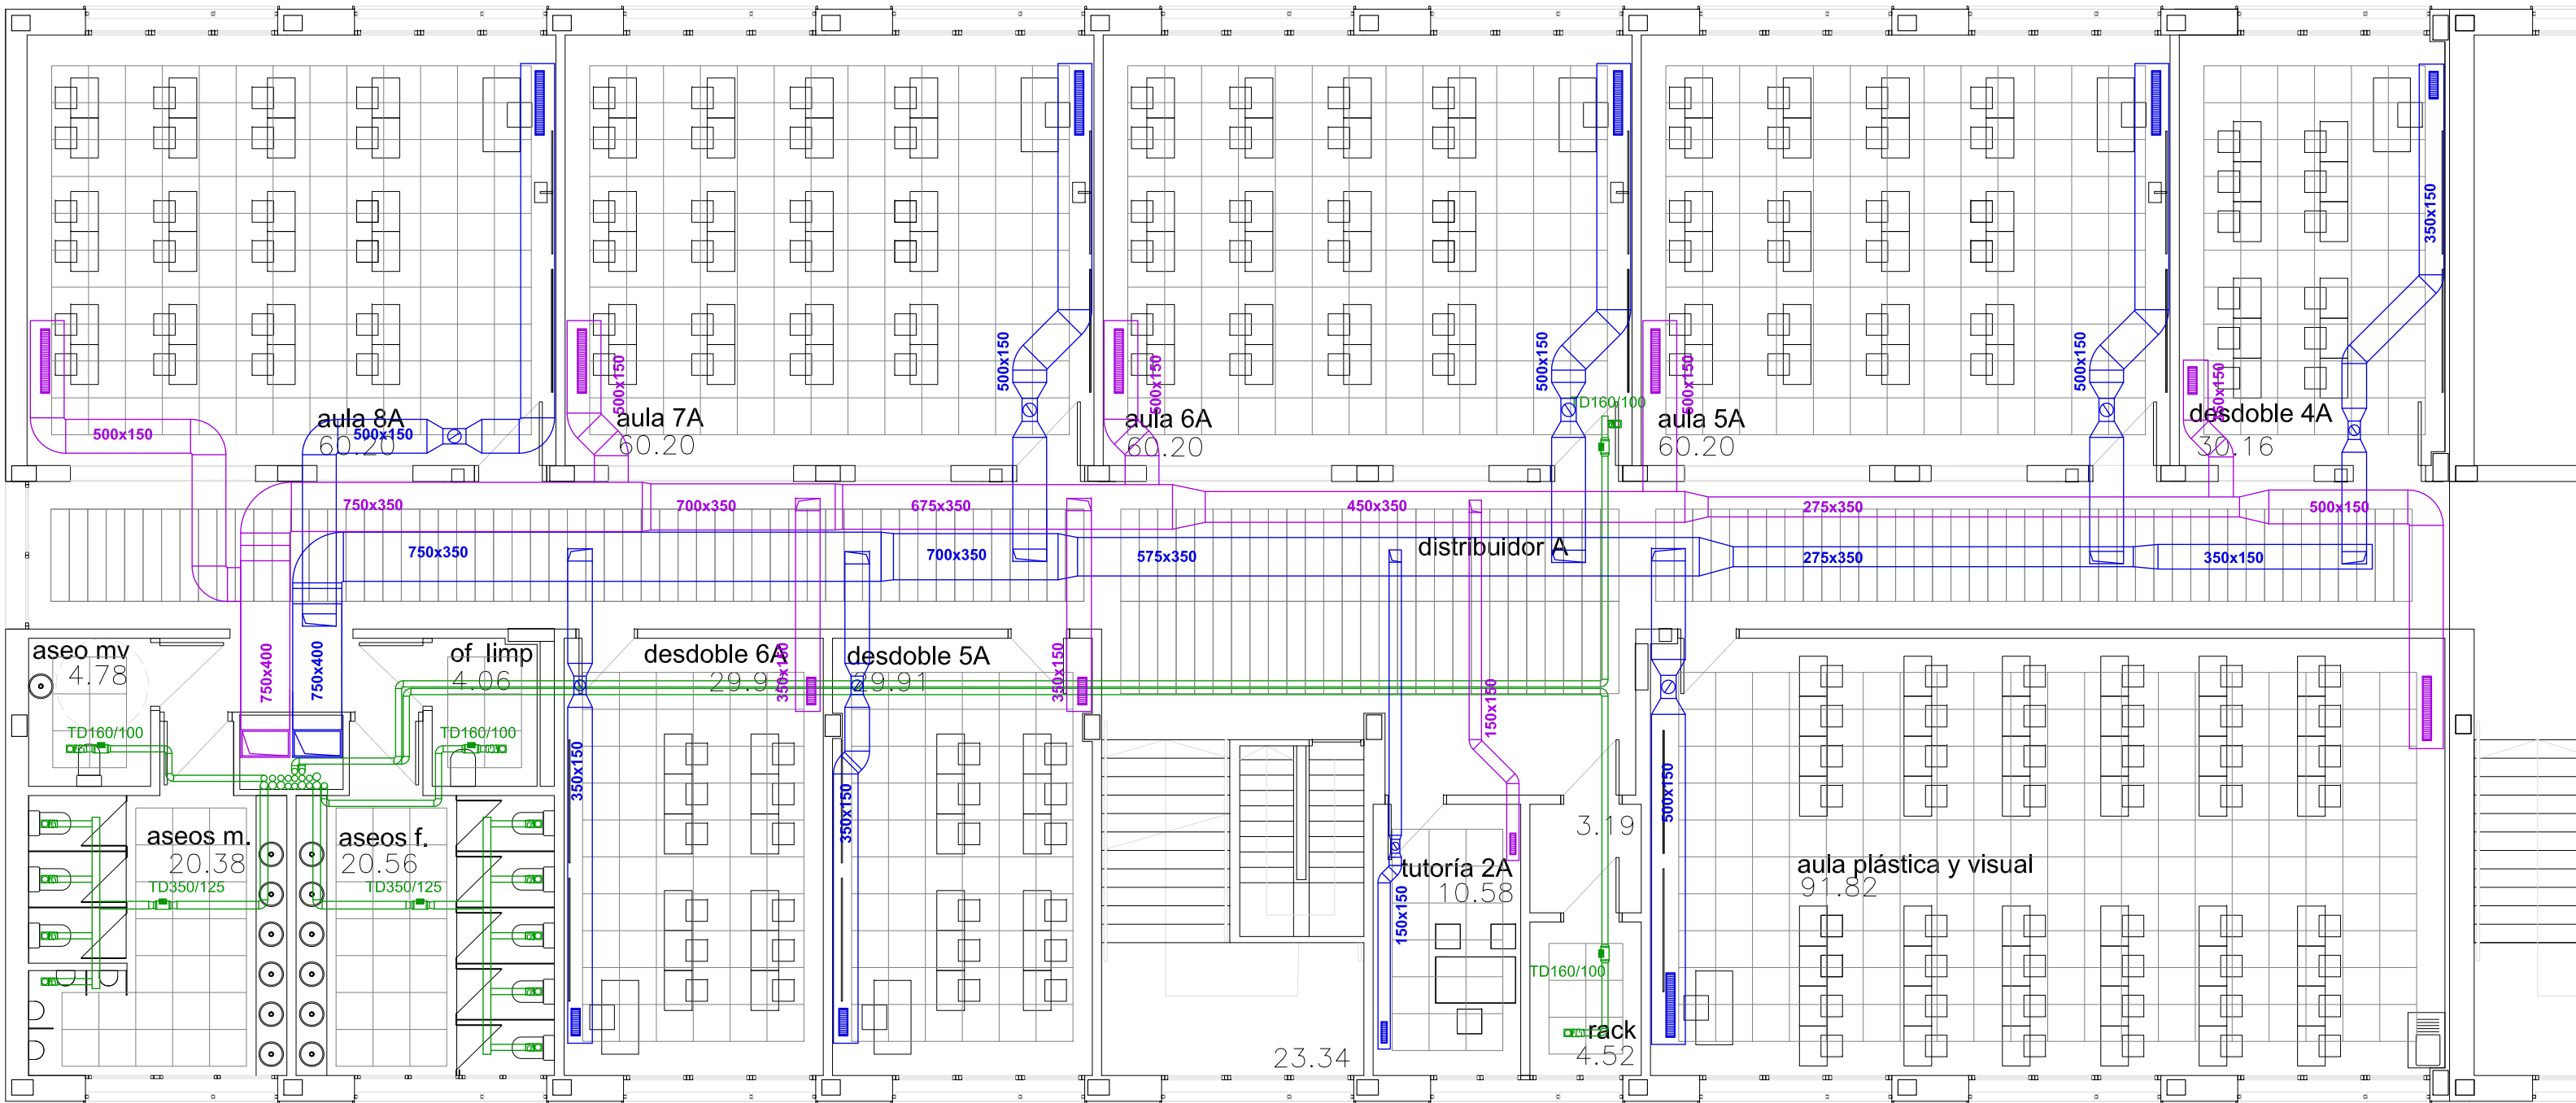 350x150
500x150
500x150
500x150
500x150
500x150
500x150
500x150
350x150
TD160/100
aula 8A
60.20
500x150
500x150
aula 7A
60.20
aula 6A
60.20
aula 5A
60.20
desdoble 4A
30.16
750x350
700x350
675x350
450x350
275x350
500x150
750x350
700x350
575x350
distribuidor A
275x350
350x150
aseo mv
4.78
750x400
750x400
of limp
4.06
desdoble 6A
29.9
350x150
desdoble 5A
29.91
350x150
150x150
TD160/100
TD160/100
350x150
350x150
500x150
aseos m.
20.38
aseos f.
20.56
3.19
tutoría 2A
10.58
aula plástica y visual
91.82
TD350/125
TD350/125
150x150
TD160/100
rack
4.52
23.34